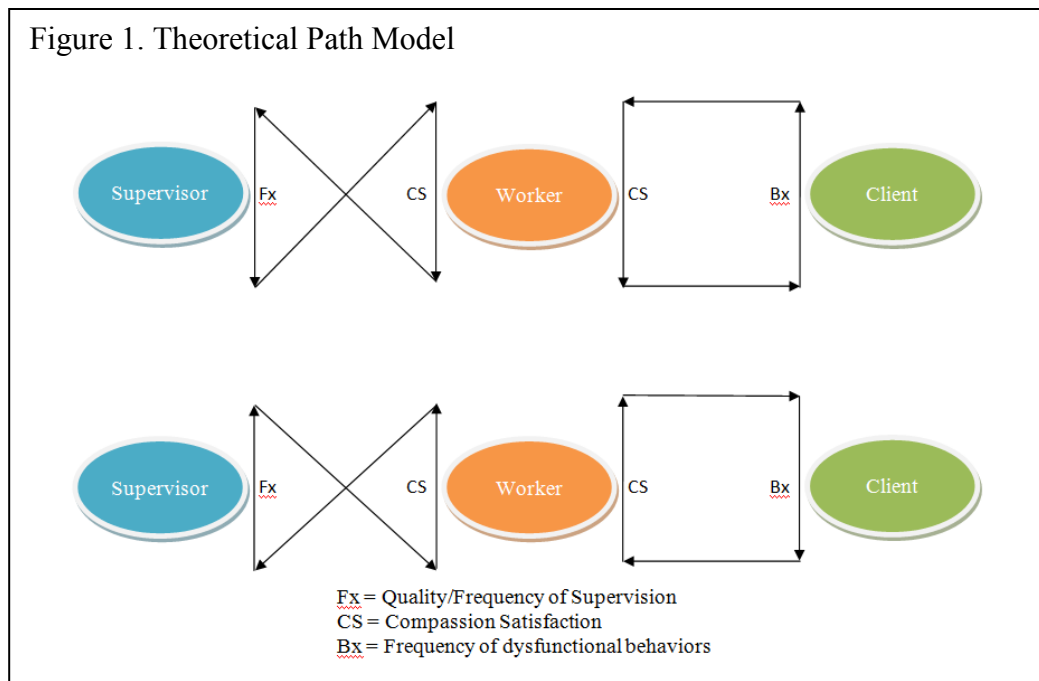 Figure 1. Theoretical Path Model
Supervisor Fx CS Worker CS Bx Client
Supervisor Fx CS Worker CS Bx Client
Fx = Quality/Frequency of Supervision
CS = Compassion Satisfaction
Bx = Frequency of dysfunctional behaviors